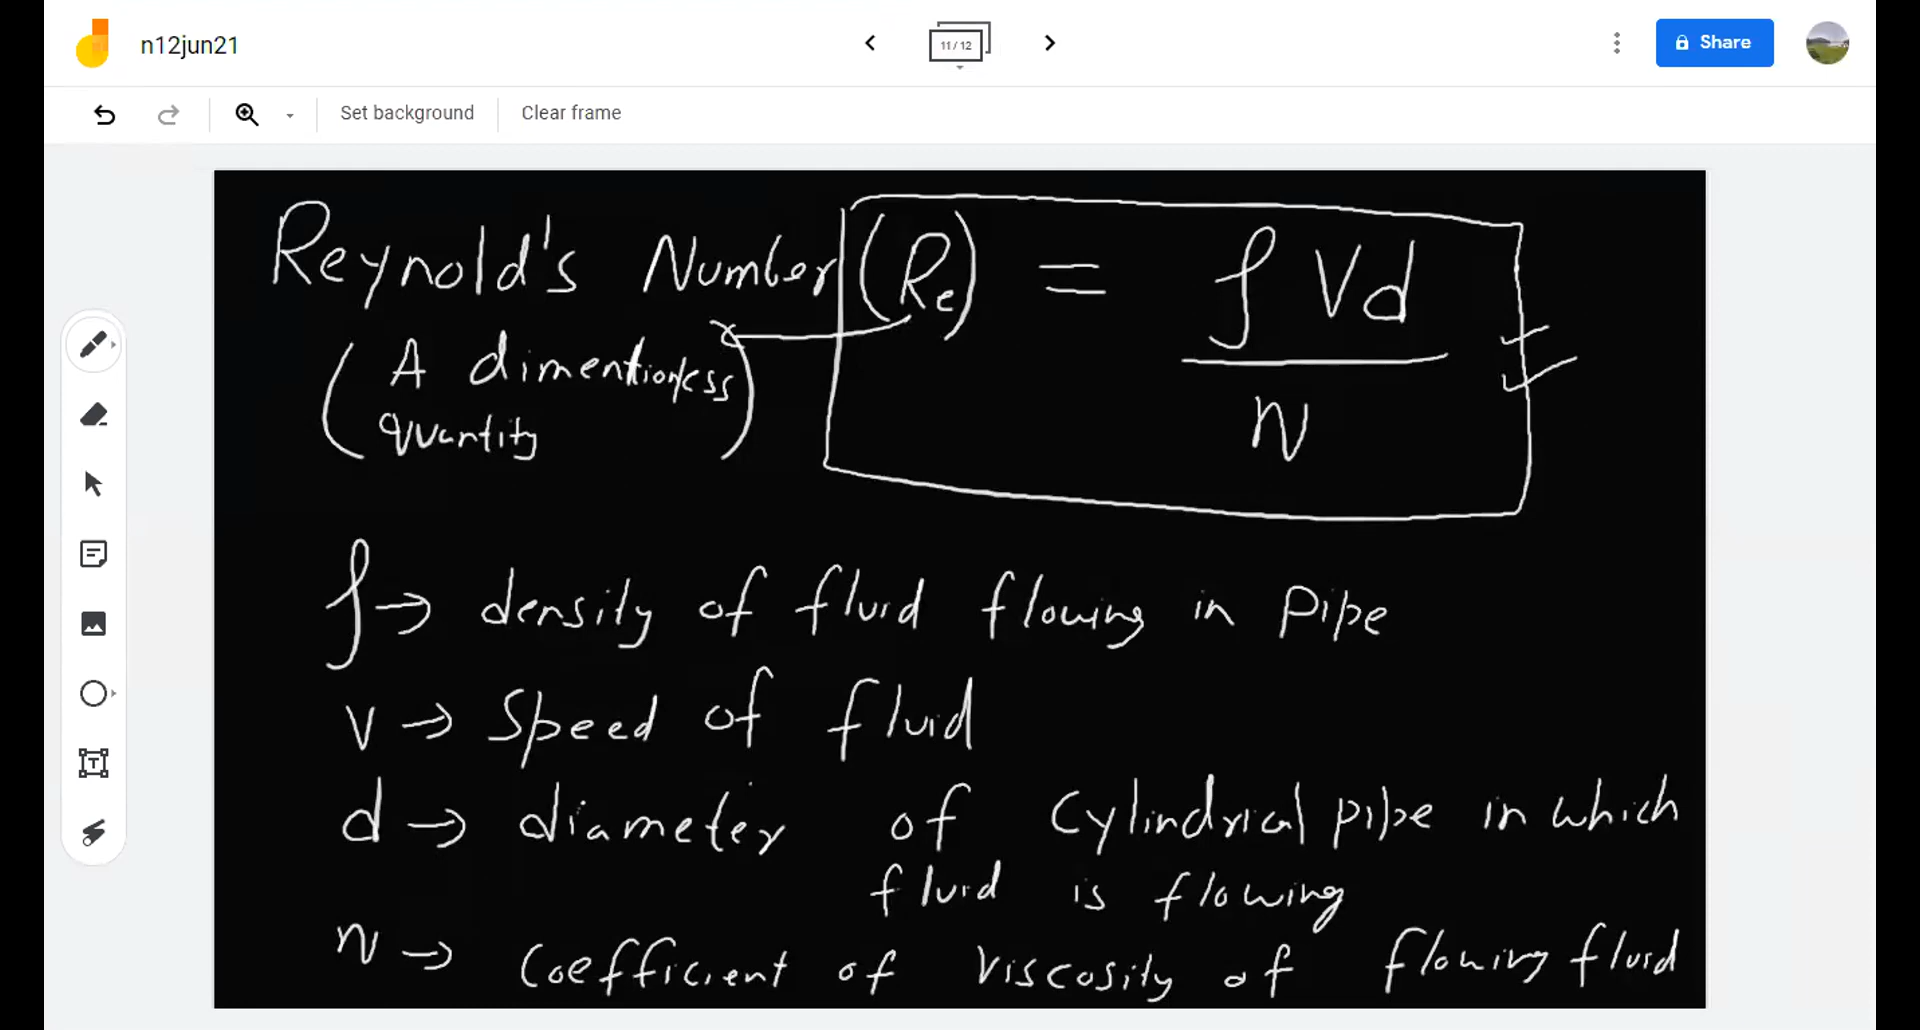 n12jun21
11 / 12
Share
Set background
Clear frame
Reynold's Number (Re) = ρVd
η
(A dimentionless
quantity)
ρ → density of fluid flowing in pipe
v → speed of fluid
d → diameter of cylindrical pipe in which
fluid is flowing
η → coefficient of viscosity of flowing fluid